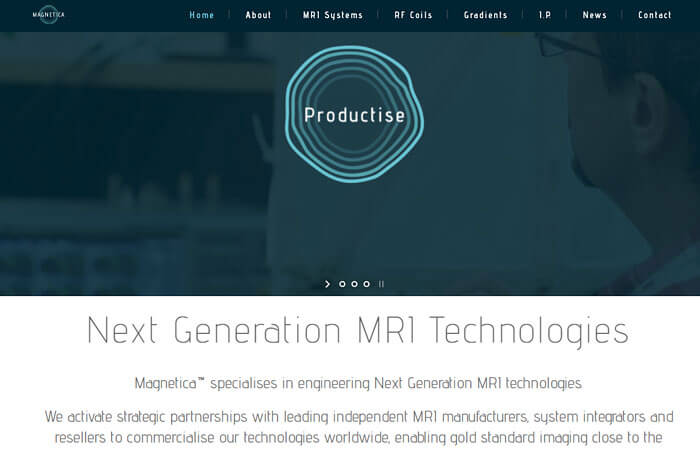 MAGNETICA
Home
About
MRI Systems
RF Coils
Gradients
I.P.
News
Contact
Productise
Next Generation MRI Technologies
Magnetica™ specialises in engineering Next Generation MRI technologies
We activate strategic partnerships with leading independent MRI manufacturers, system integrators and
resellers to commercialise our technologies worldwide, enabling gold standard imaging close to the